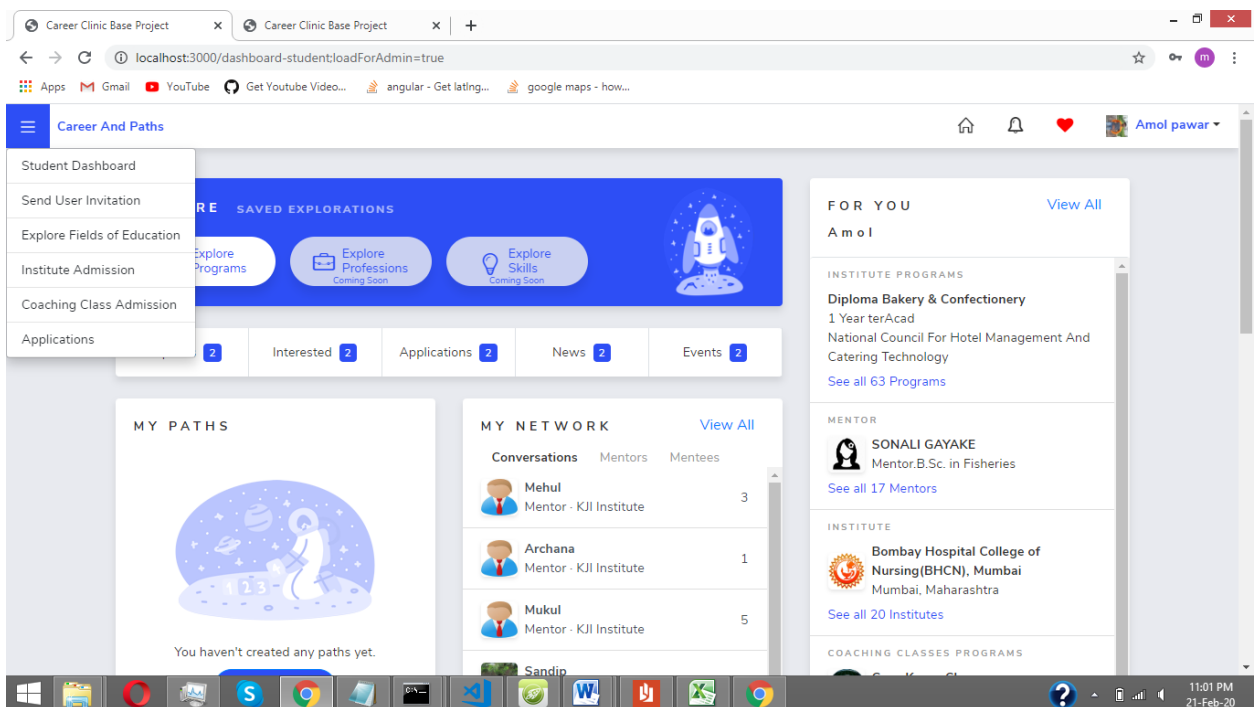 Career Clinic Base Project
Career Clinic Base Project
localhost:3000/dashboard-student;loadForAdmin=true
m
Apps
Gmail
YouTube
Get Youtube Video...
angular - Get latlng...
google maps - how...
Career And Paths
Amol pawar
Student Dashboard
Send User Invitation
Explore Fields of Education
Institute Admission
Coaching Class Admission
Applications
RE
SAVED EXPLORATIONS
Explore
Programs
Explore
Professions
Coming Soon
Explore
Skills
Coming Soon
2
Interested 2
Applications 2
News 2
Events 2
MY PATHS
1 2 3
You haven't created any paths yet.
MY NETWORK
View All
Conversations
Mentors
Mentees
Mehul
Mentor · KJI Institute
3
Archana
Mentor · KJI Institute
1
Mukul
Mentor · KJI Institute
5
Sandip
FOR YOU
View All
Amol
INSTITUTE PROGRAMS
Diploma Bakery & Confectionery
1 Year terAcad
National Council For Hotel Management And
Catering Technology
See all 63 Programs
MENTOR
SONALI GAYAKE
Mentor.B.Sc. in Fisheries
See all 17 Mentors
INSTITUTE
Bombay Hospital College of
Nursing(BHCN), Mumbai
Mumbai, Maharashtra
See all 20 Institutes
COACHING CLASSES PROGRAMS
11:01 PM
21-Feb-20